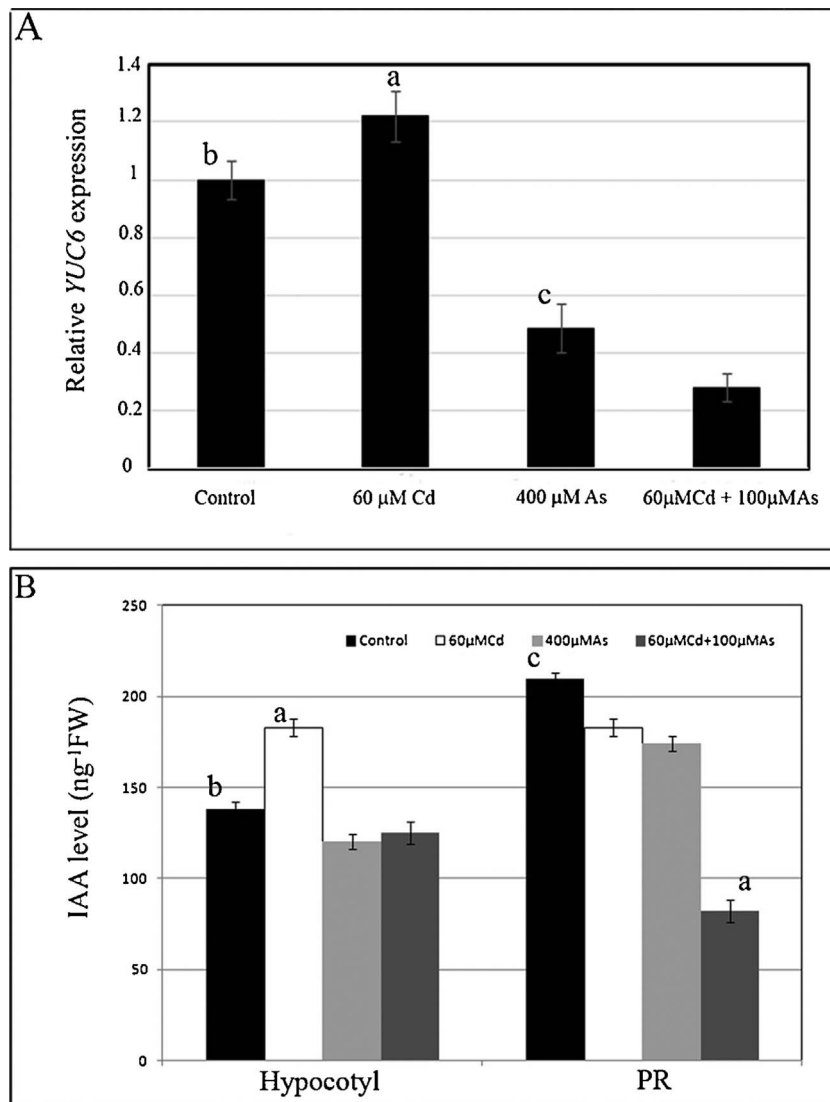 A
1.4
1.2
1
0.8
0.6
0.4
0.2
0
Relative YUC6 expression
b
a
c
Control
60 µM Cd
400 µM As
60µMCd + 100µMAs
B
250
200
150
100
50
0
IAA level (ng⁻¹FW)
Control
60µMCd
400µMAs
60µMCd+100µMAs
b
a
c
a
Hypocotyl
PR